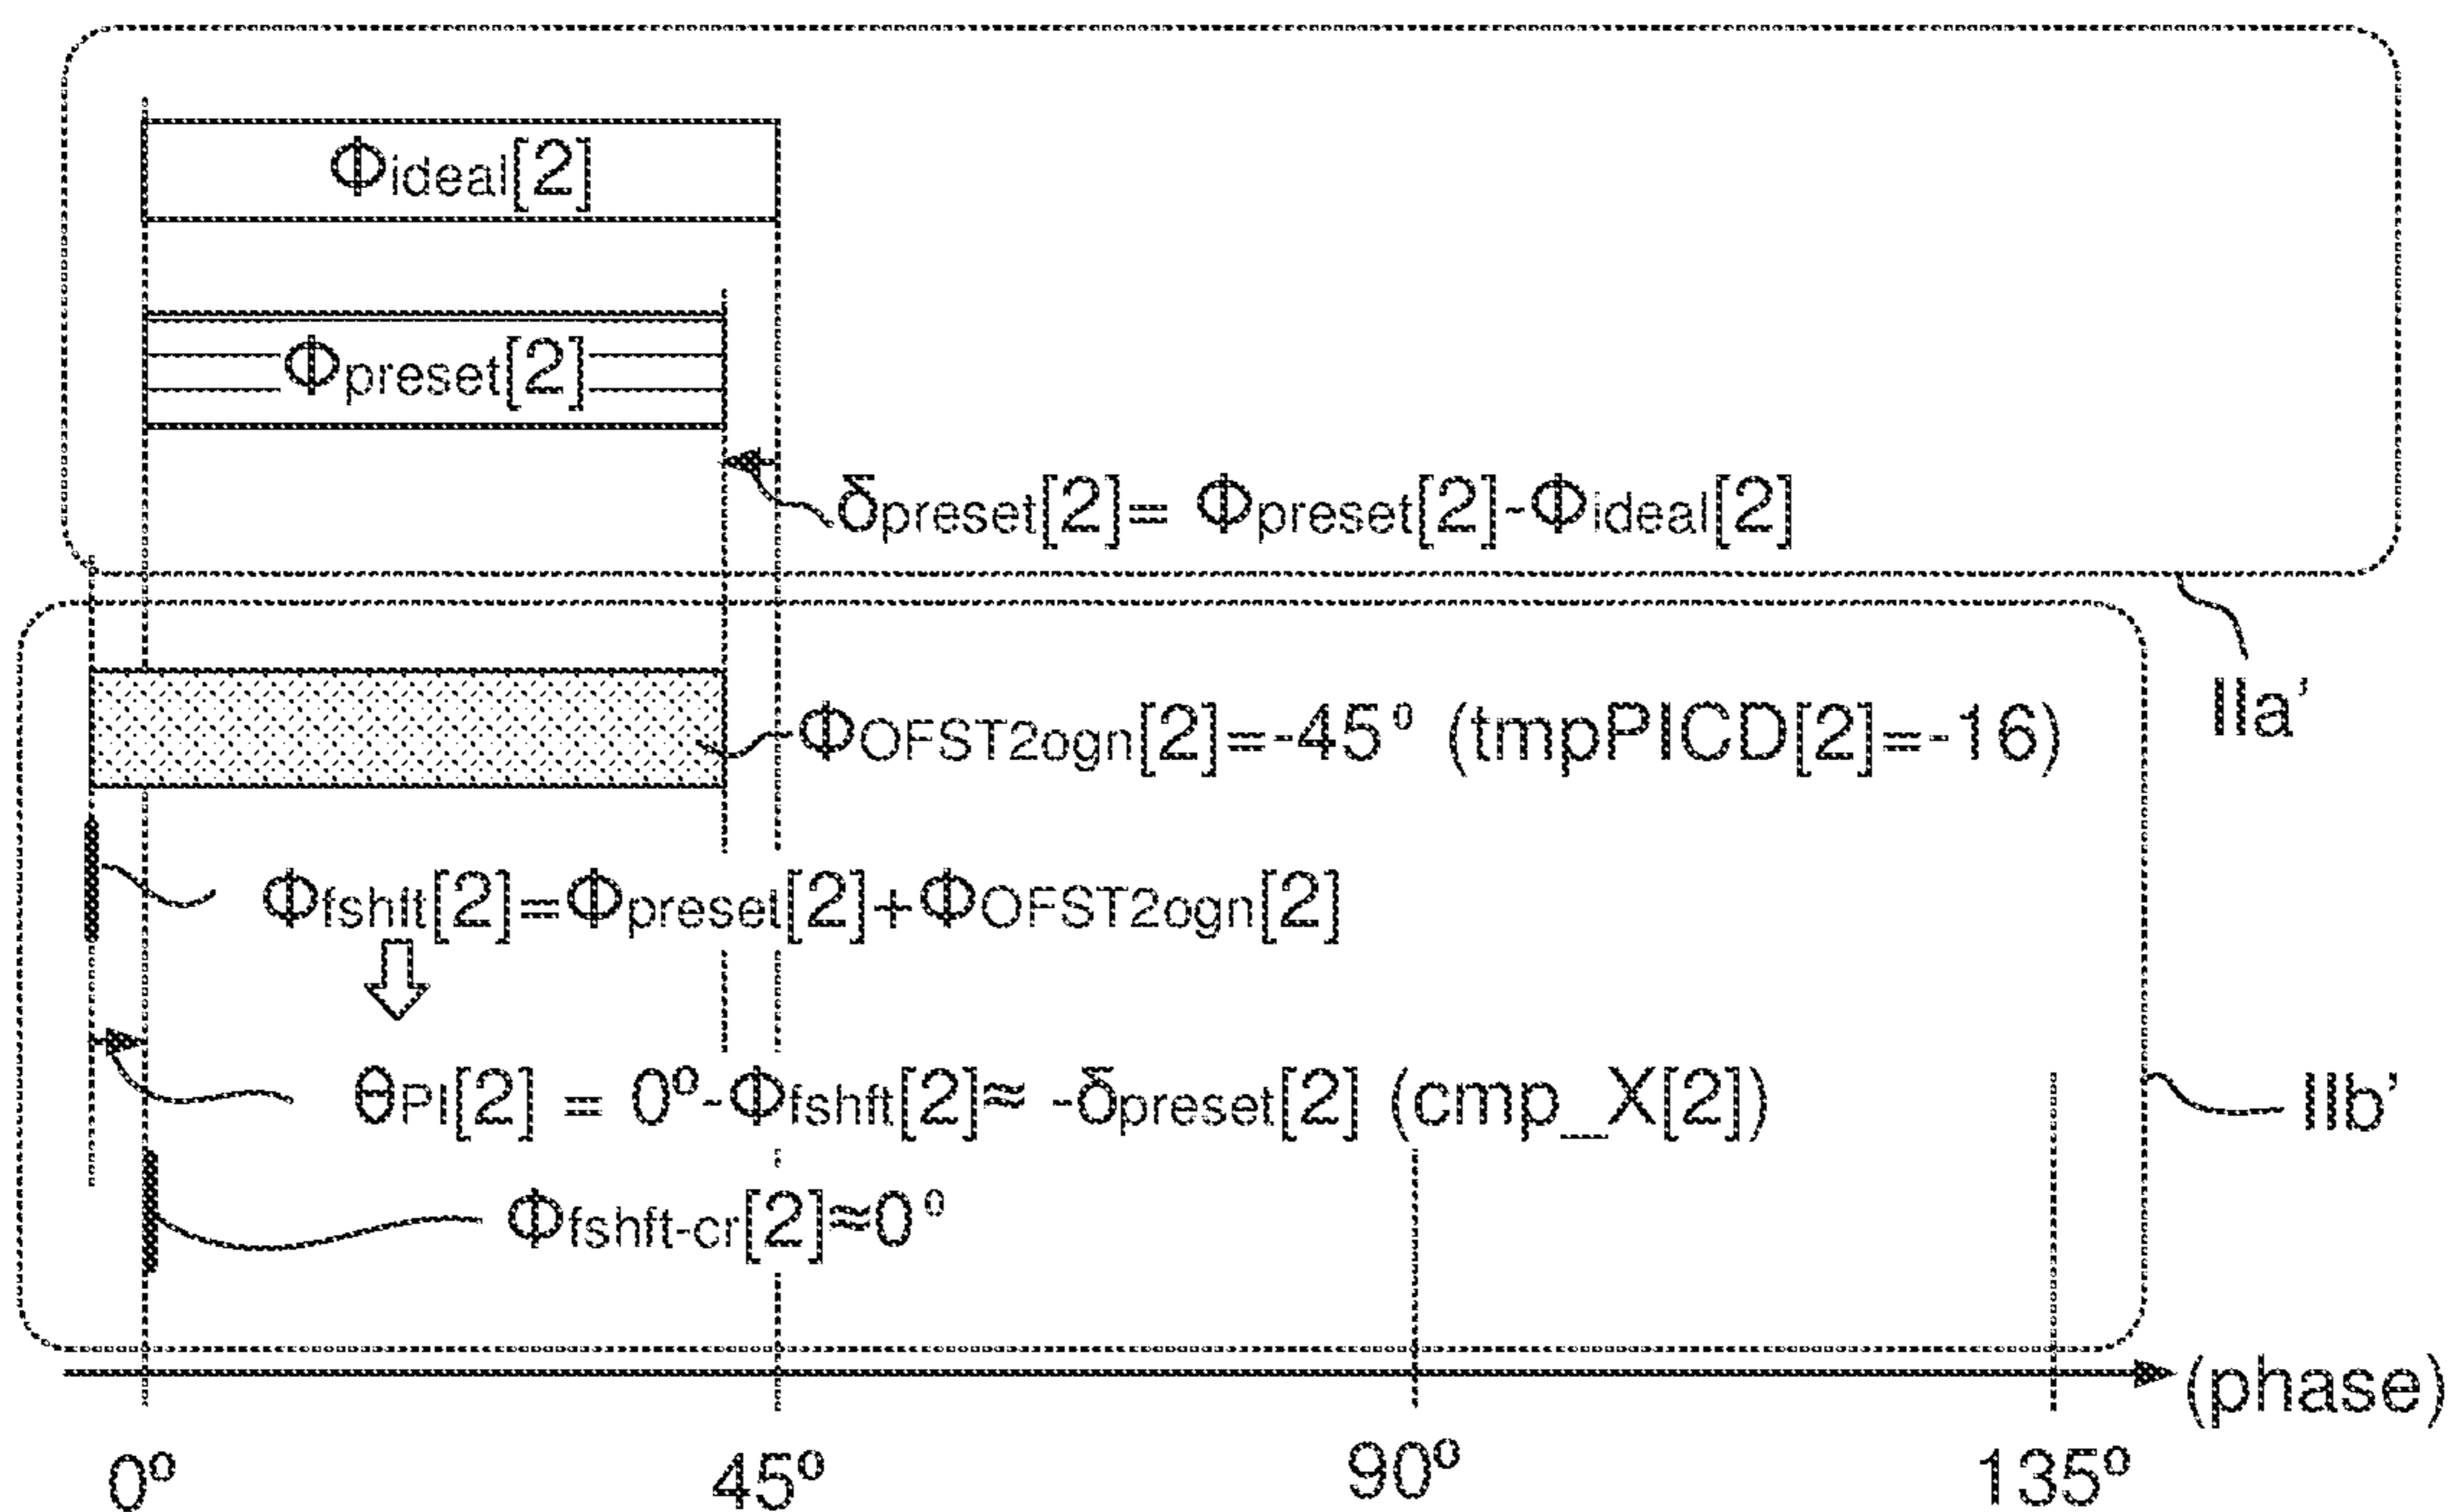 Φideal[2]
Φpreset[2]
δpreset[2]= Φpreset[2]-Φideal[2]
IIa’
ΦOFST2ogn[2]=-45° (tmpPICD[2]=-16)
Φfshft[2]=Φpreset[2]+ΦOFST2ogn[2]
θPI[2] = 0°-Φfshft[2]≈ -δpreset[2] (cmp_X[2])
IIb’
Φfshft-cr[2]≈0°
(phase)
0° 45° 90° 135°